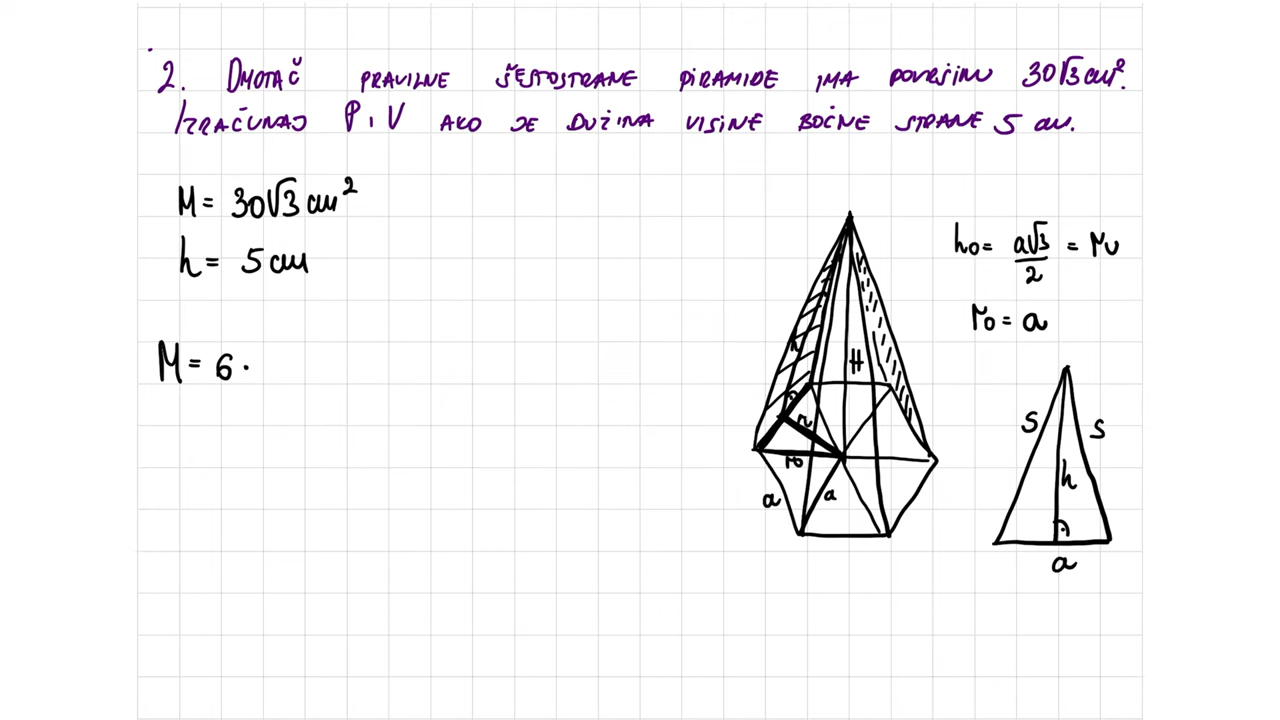 2. OMOTAČ PRAVILNE ŠESTOSTRANE PIRAMIDE IMA POVRŠINU 30√3 cm².
IZRAČUNAJ P I V AKO JE DUŽINA VISINE BOČNE STRANE 5 cm.
M = 30√3 cm²
h = 5 cm
M = 6 ·
h₀ = a√3/2 = rᵤ
r₀ = a
H
r₀
a
a
S
S
h
a